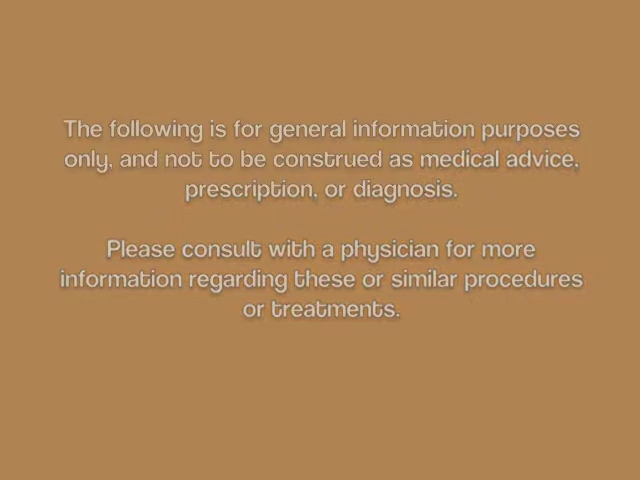 The following is for general information purposes
only, and not to be construed as medical advice,
prescription, or diagnosis.
Please consult with a physician for more
information regarding these or similar procedures
or treatments.